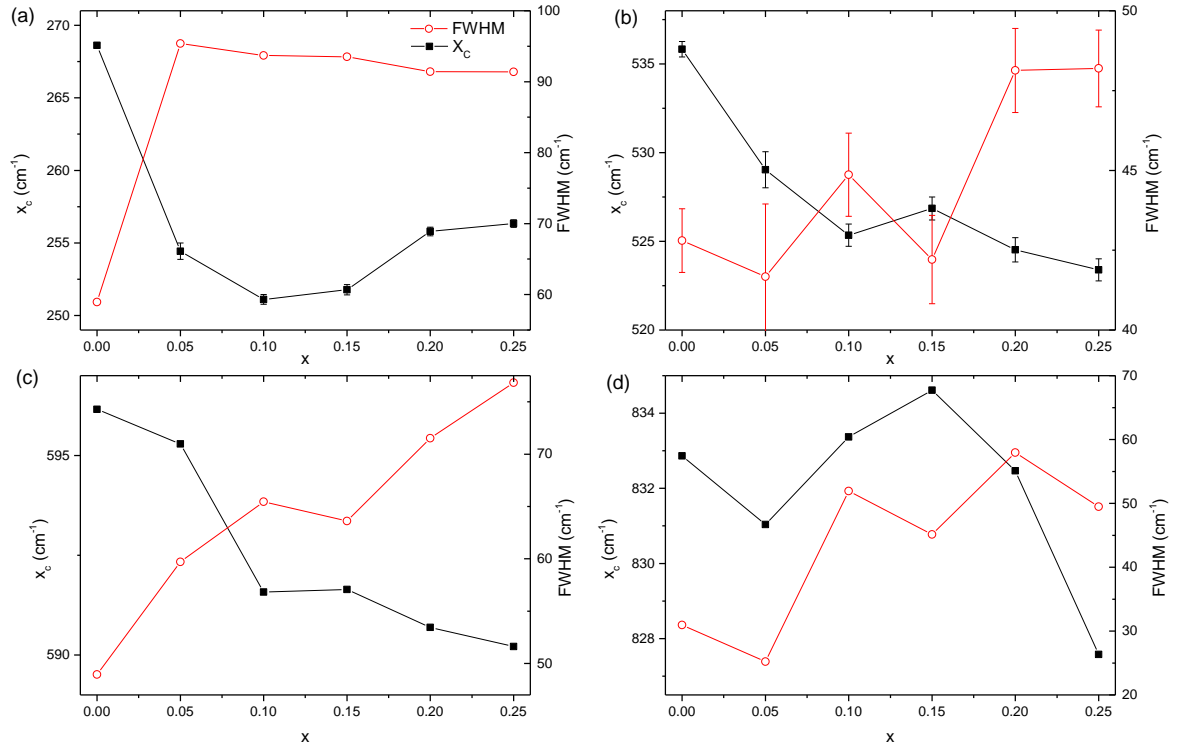 (a)
FWHM
X_C
270
265
260
255
250
x_c (cm⁻¹)
100
90
80
70
60
FWHM (cm⁻¹)
0.00 0.05 0.10 0.15 0.20 0.25
x
(b)
535
530
525
520
x_c (cm⁻¹)
50
45
40
FWHM (cm⁻¹)
0.00 0.05 0.10 0.15 0.20 0.25
x
(c)
595
590
x_c (cm⁻¹)
70
60
50
FWHM (cm⁻¹)
0.00 0.05 0.10 0.15 0.20 0.25
x
(d)
834
832
830
828
x_c (cm⁻¹)
70
60
50
40
30
20
FWHM (cm⁻¹)
0.00 0.05 0.10 0.15 0.20 0.25
x